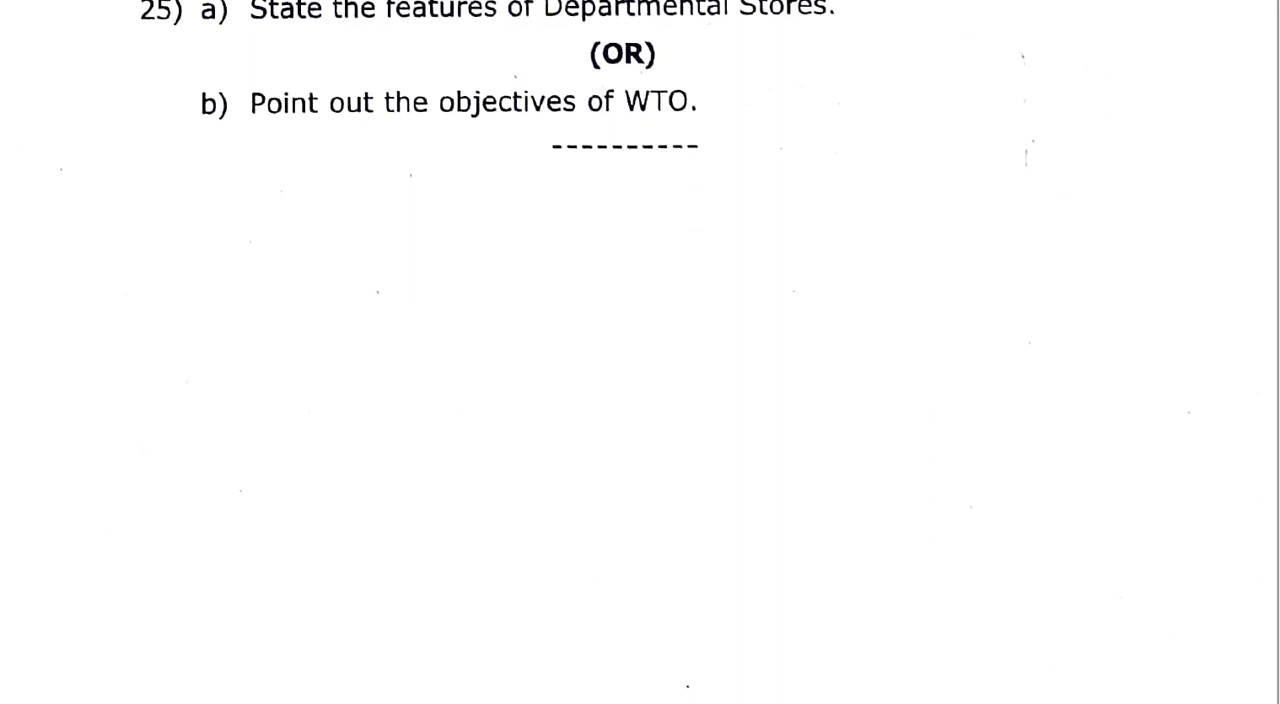 25) a) State the features of Departmental Stores.
(OR)
b) Point out the objectives of WTO.
----------